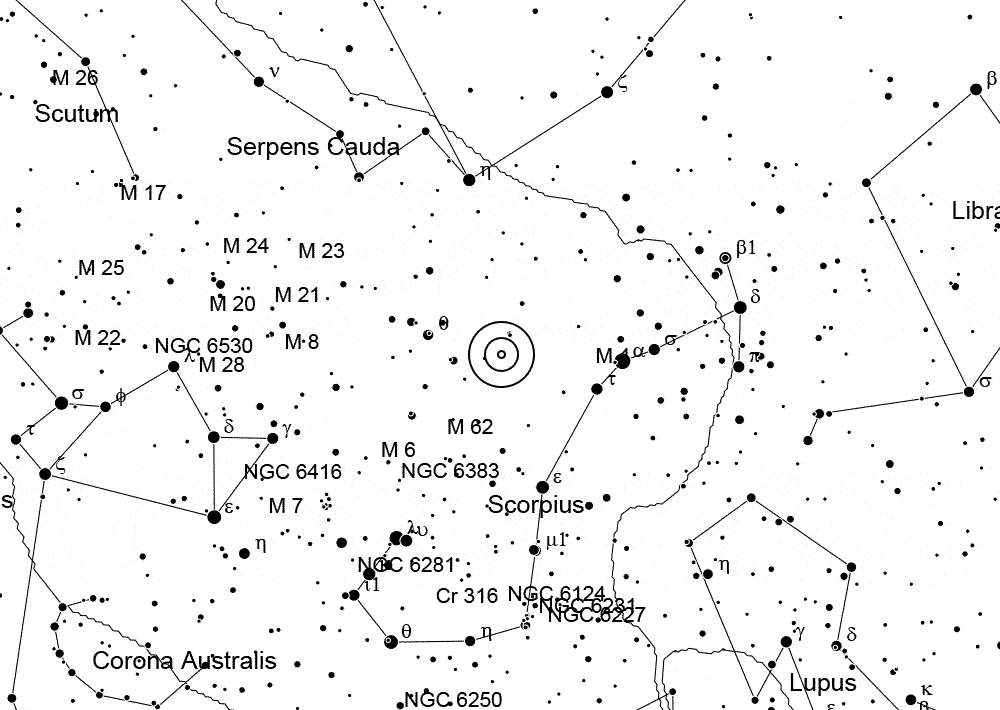 ν
ζ
β
M 26
Scutum
Serpens Cauda
η
M 17
Libra
M 24
M 23
β1
M 25
M 20
M 21
δ
θ
M 22
NGC 6530
M 8
λ
M 28
M 4
α
σ
π
τ
σ
φ
σ
τ
δ
γ
M 62
ζ
M 6
NGC 6416
NGC 6383
ε
s
ε
M 7
Scorpius
η
λυ
μ1
NGC 6281
η
ι1
Cr 316
NGC 6124
NGC 6231
NGC 6227
θ
η
γ
δ
Corona Australis
Lupus
κ
NGC 6250
ε
β